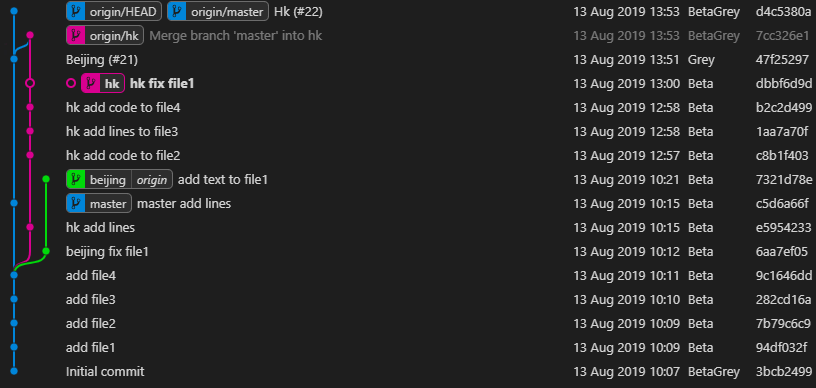 origin/HEAD origin/master Hk (#22) 13 Aug 2019 13:53 BetaGrey d4c5380a
origin/hk Merge branch 'master' into hk 13 Aug 2019 13:53 BetaGrey 7cc326e1
Beijing (#21) 13 Aug 2019 13:51 Grey 47f25297
hk hk fix file1 13 Aug 2019 13:00 Beta dbbf6d9d
hk add code to file4 13 Aug 2019 12:58 Beta b2c2d499
hk add lines to file3 13 Aug 2019 12:58 Beta 1aa7a70f
hk add code to file2 13 Aug 2019 12:57 Beta c8b1f403
beijing origin add text to file1 13 Aug 2019 10:21 Beta 7321d78e
master master add lines 13 Aug 2019 10:15 Beta c5d6a66f
hk add lines 13 Aug 2019 10:15 Beta e5954233
beijing fix file1 13 Aug 2019 10:12 Beta 6aa7ef05
add file4 13 Aug 2019 10:11 Beta 9c1646dd
add file3 13 Aug 2019 10:10 Beta 282cd16a
add file2 13 Aug 2019 10:09 Beta 7b79c6c9
add file1 13 Aug 2019 10:09 Beta 94df032f
Initial commit 13 Aug 2019 10:07 BetaGrey 3bcb2499